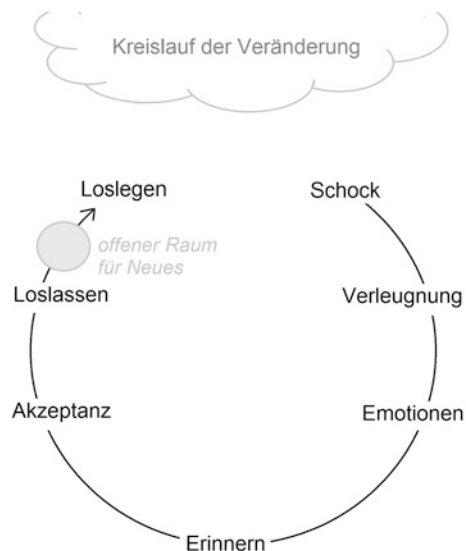 Kreislauf der Veränderung
Loslegen
Schock
offener Raum
für Neues
Loslassen
Verleugnung
Akzeptanz
Emotionen
Erinnern